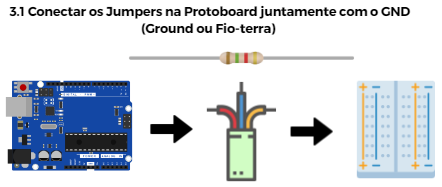 3.1 Conectar os Jumpers na Protoboard juntamente com o GND
(Ground ou Fio-terra)